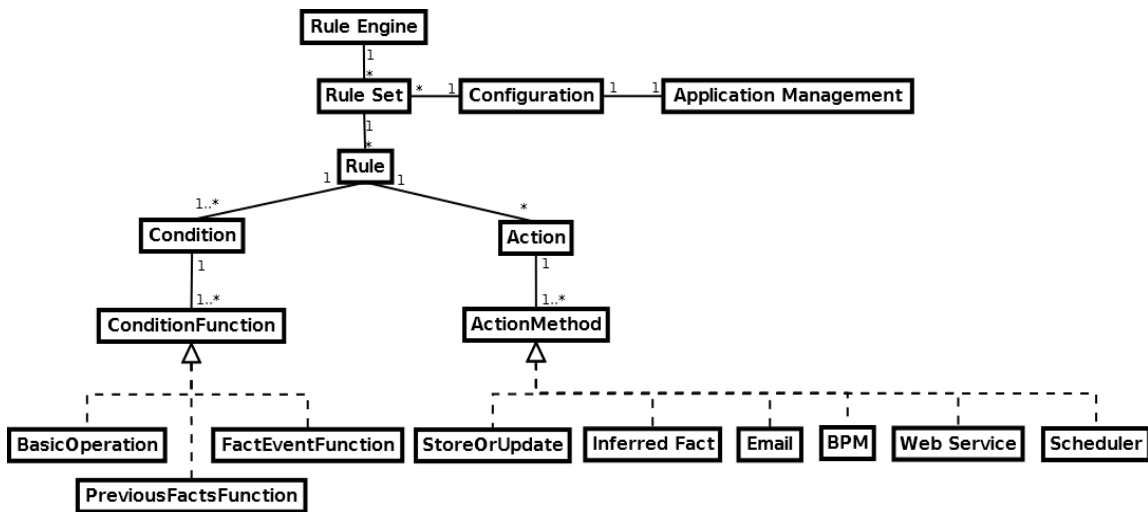 Rule Engine
1
*
Rule Set
*
1
Configuration
1
1
Application Management
1
*
Rule
1
1
1..*
*
Condition
Action
1
1
1..*
1..*
ConditionFunction
ActionMethod
BasicOperation
FactEventFunction
StoreOrUpdate
Inferred Fact
Email
BPM
Web Service
Scheduler
PreviousFactsFunction